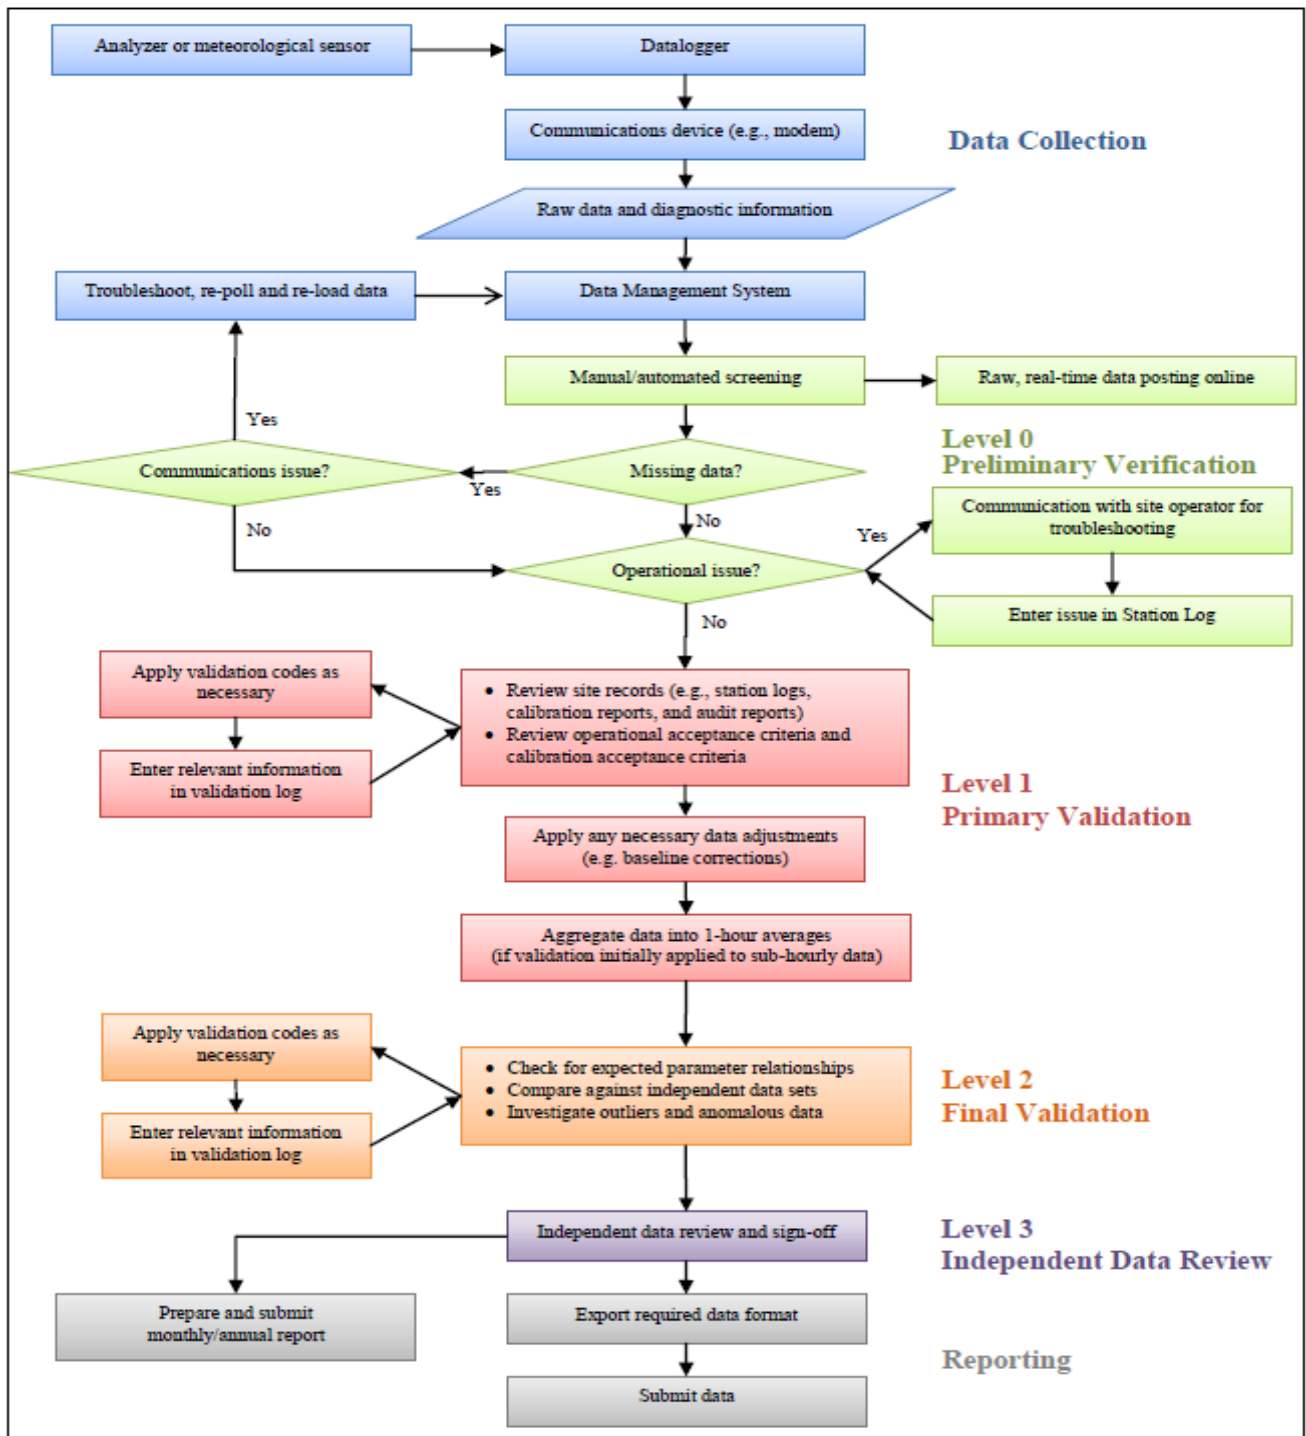 Analyzer or meteorological sensor
Datalogger
Communications device (e.g., modem)
Data Collection
Raw data and diagnostic information
Troubleshoot, re-poll and re-load data
Data Management System
Manual/automated screening
Raw, real-time data posting online
Yes
Level 0
Preliminary Verification
Communications issue?
Yes
Missing data?
No
No
Yes
Communication with site operator for
troubleshooting
Operational issue?
Enter issue in Station Log
No
Apply validation codes as
necessary
Enter relevant information
in validation log
• Review site records (e.g., station logs,
calibration reports, and audit reports)
• Review operational acceptance criteria and
calibration acceptance criteria
Level 1
Primary Validation
Apply any necessary data adjustments
(e.g. baseline corrections)
Aggregate data into 1-hour averages
(if validation initially applied to sub-hourly data)
Apply validation codes as
necessary
Enter relevant information
in validation log
• Check for expected parameter relationships
• Compare against independent data sets
• Investigate outliers and anomalous data
Level 2
Final Validation
Independent data review and sign-off
Level 3
Independent Data Review
Prepare and submit
monthly/annual report
Export required data format
Reporting
Submit data